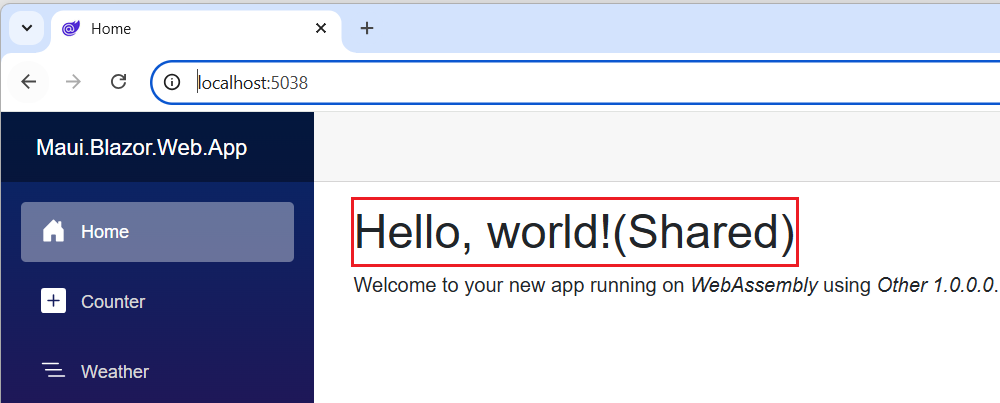 Home
localhost:5038
Maui.Blazor.Web.App
Home
Counter
Weather
Hello, world!(Shared)
Welcome to your new app running on WebAssembly using Other 1.0.0.0.